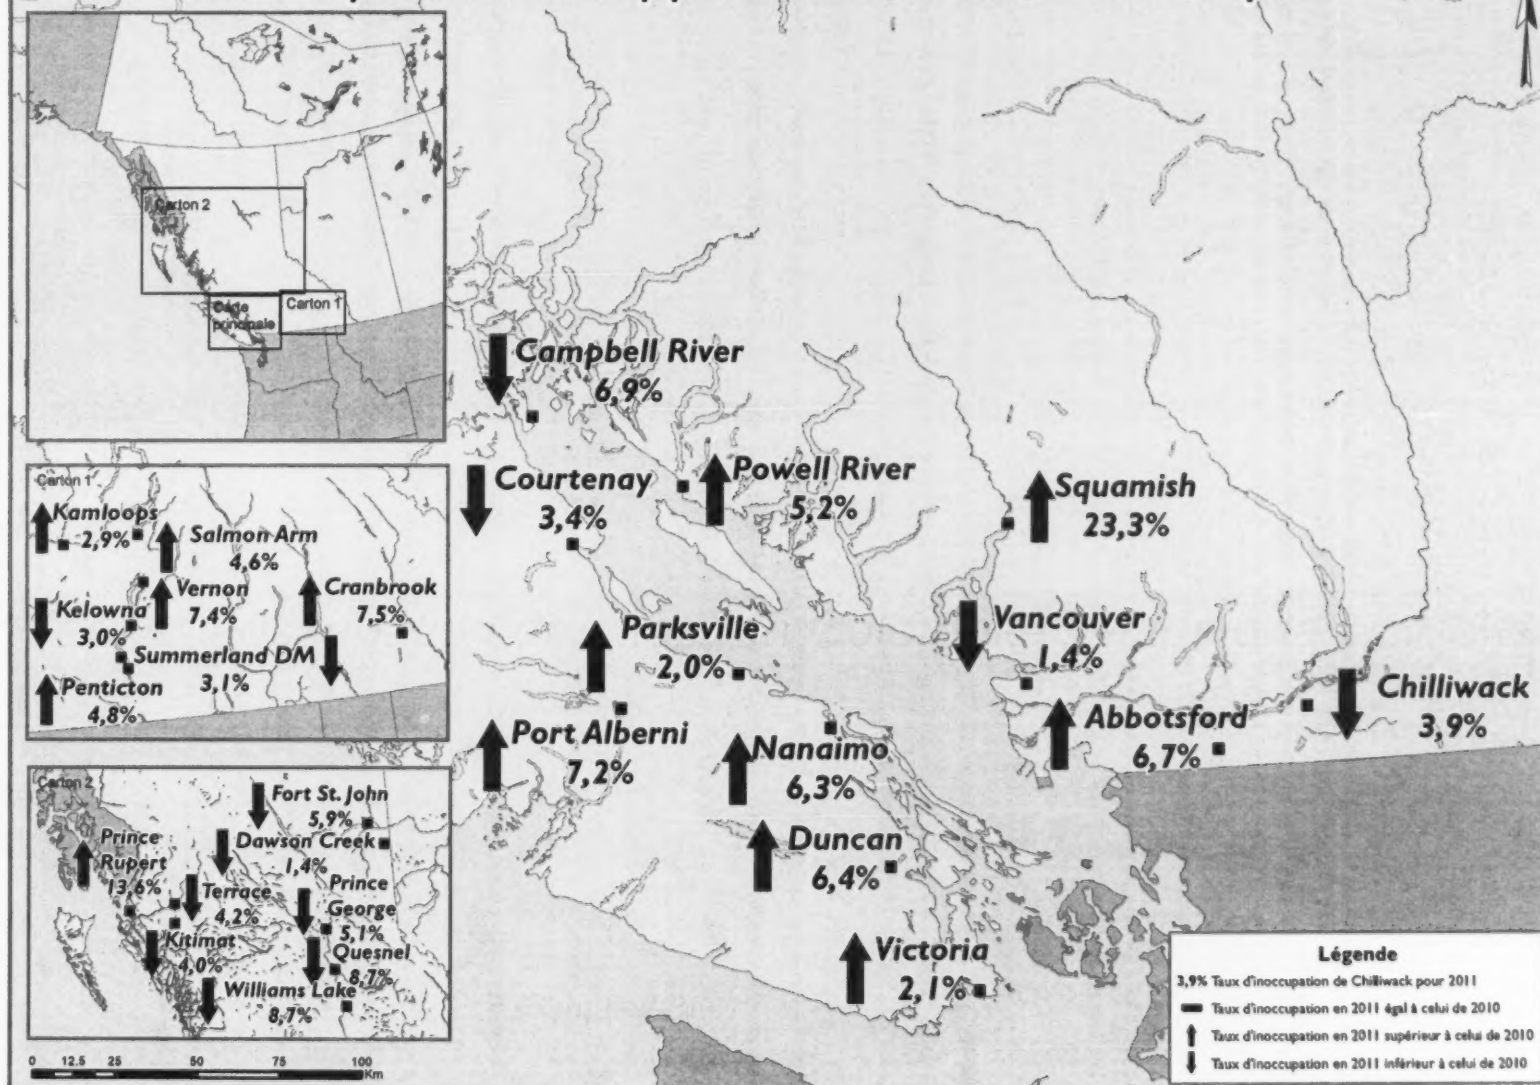 Carton 2
Carte
principale
Carton 1
Carton 1
Kamloops
2,9%
Salmon Arm
4,6%
Vernon
7,4%
Cranbrook
7,5%
Kelowna
3,0%
Summerland DM
3,1%
Penticton
4,8%
Carton 2
Fort St. John
5,9%
Dawson Creek
1,4%
Prince
Rupert
13,6%
Terrace
4,2%
Prince
George
5,1%
Kitimat
4,0%
Quesnel
8,7%
Williams Lake
8,7%
0 12.5 25 50 75 100
Km
Campbell River
6,9%
Courtenay
3,4%
Powell River
5,2%
Squamish
23,3%
Parksville
2,0%
Vancouver
1,4%
Chilliwack
3,9%
Port Alberni
7,2%
Nanaimo
6,3%
Abbotsford
6,7%
Duncan
6,4%
Victoria
2,1%
Légende
3,9% Taux d'inoccupation de Chilliwack pour 2011
Taux d'inoccupation en 2011 égal à celui de 2010
Taux d'inoccupation en 2011 supérieur à celui de 2010
Taux d'inoccupation en 2011 inférieur à celui de 2010